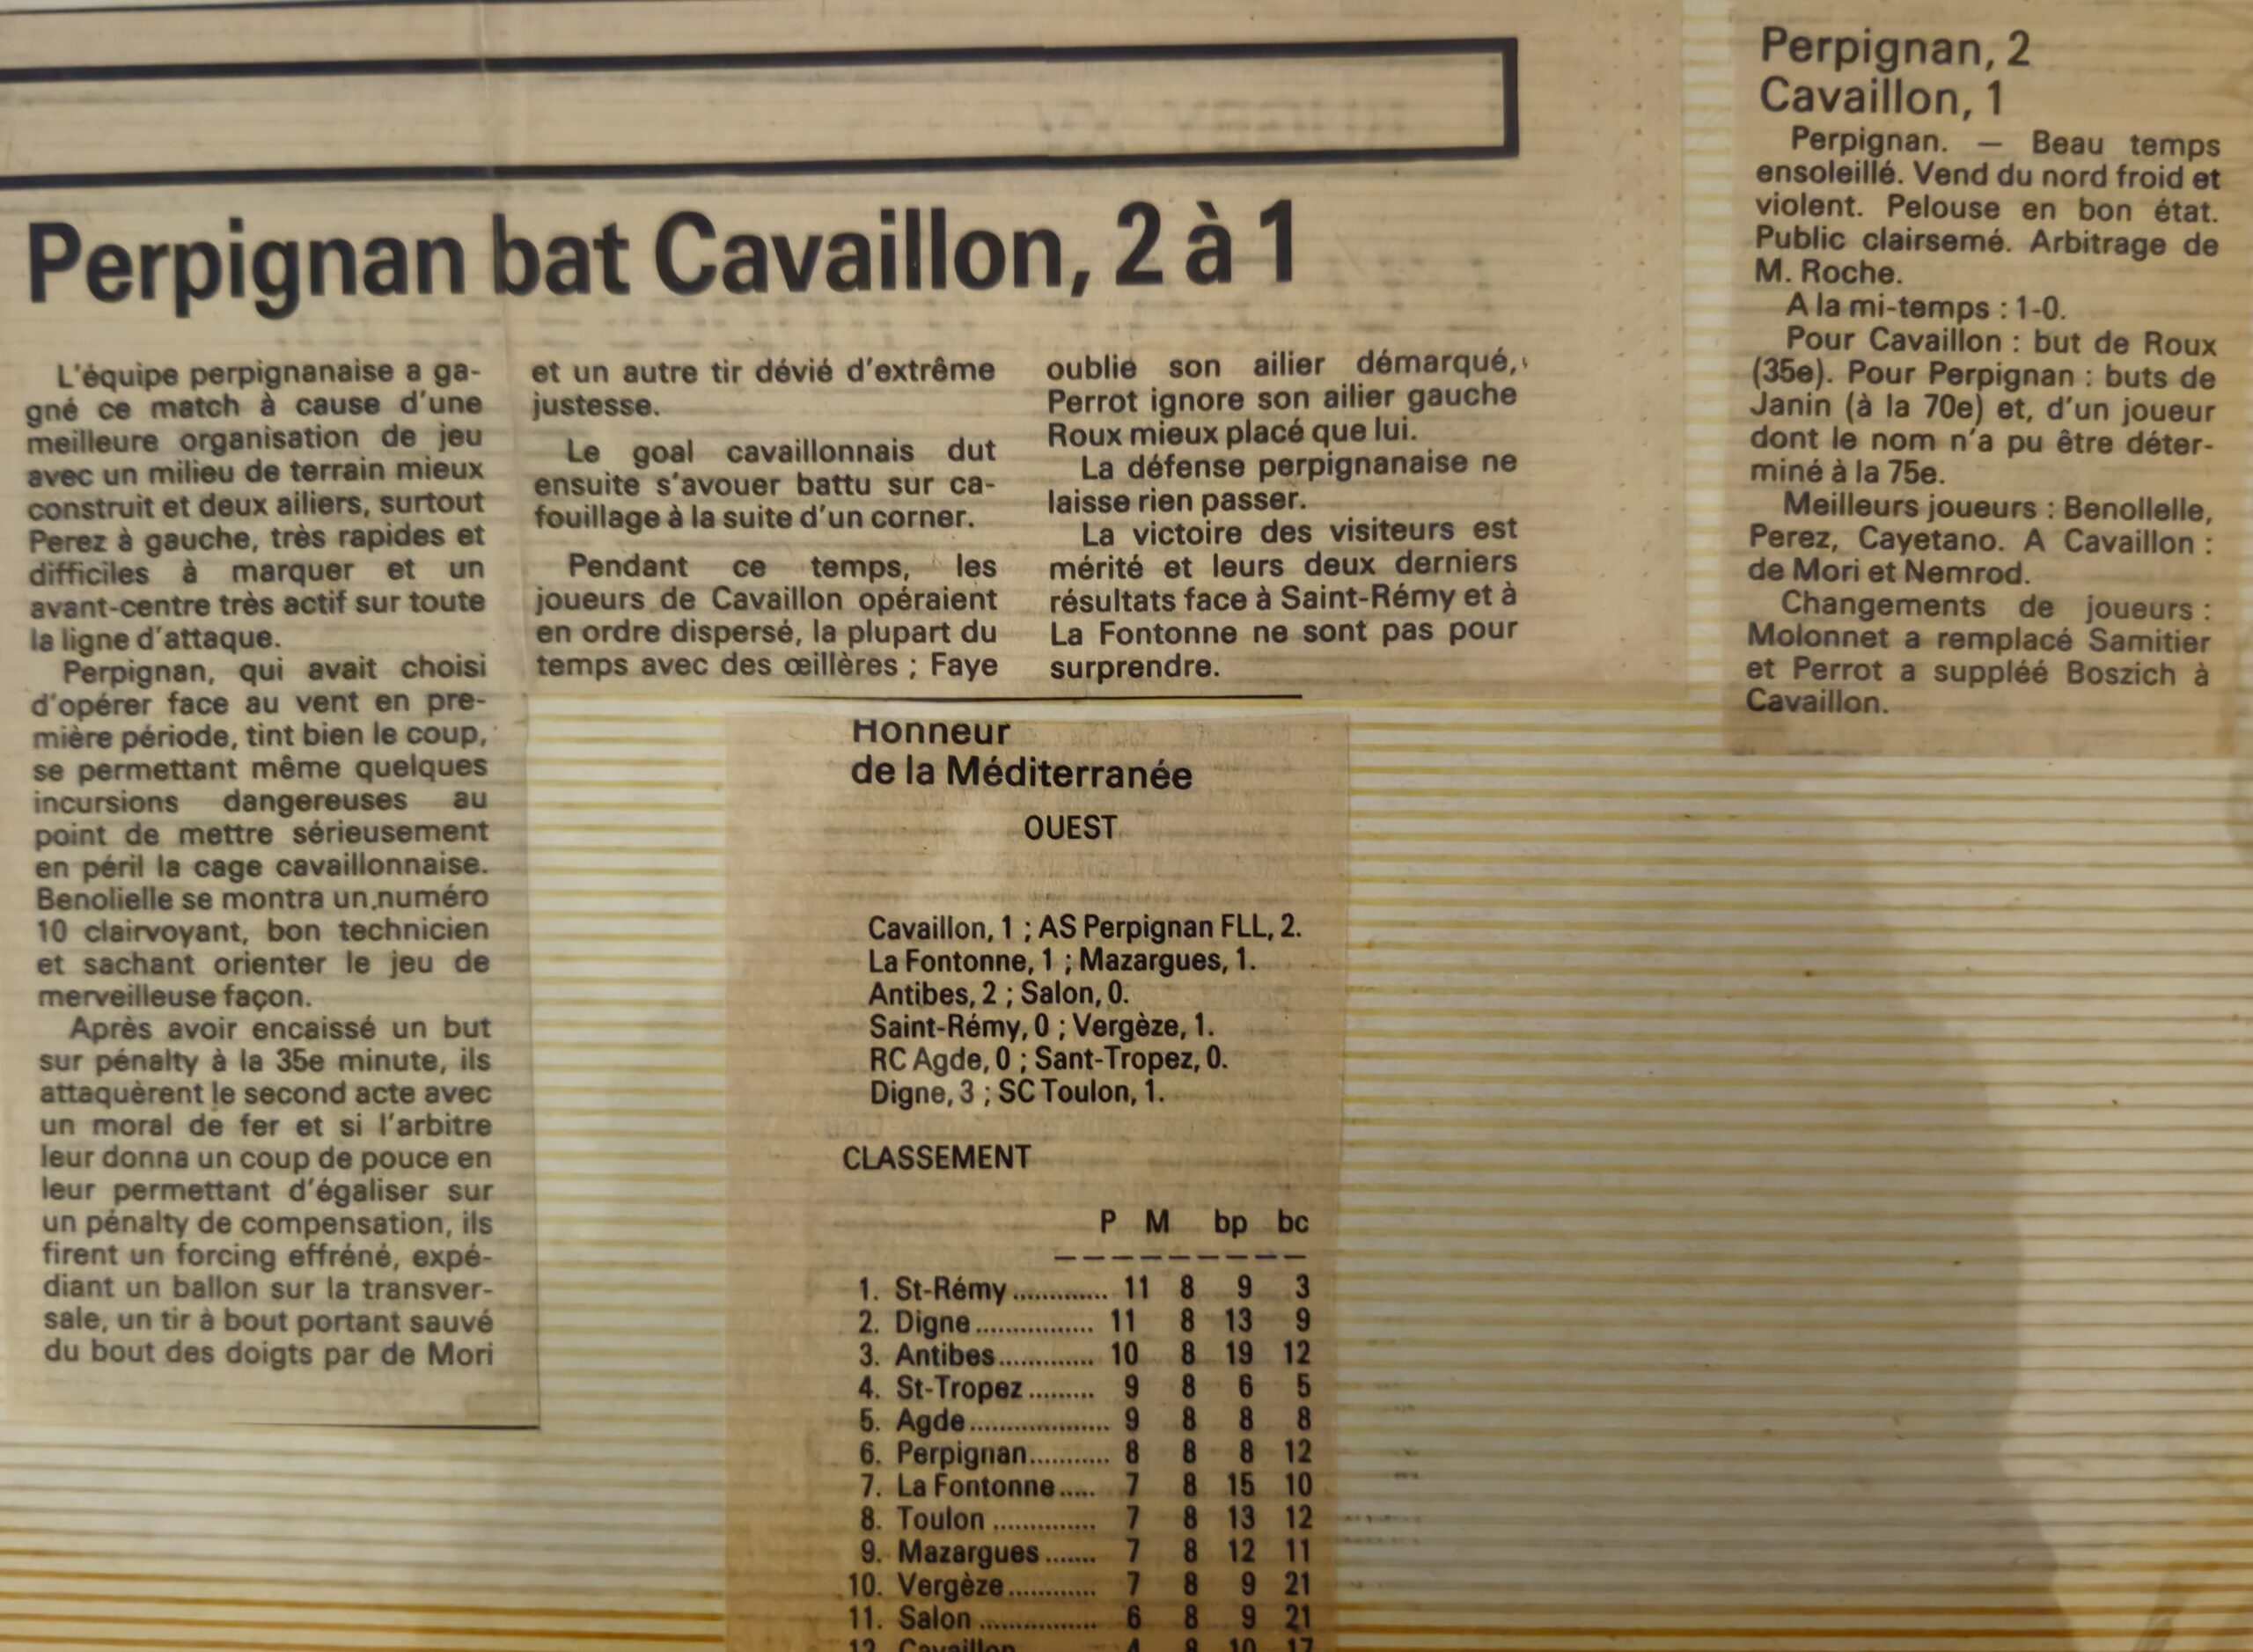 Perpignan bat Cavaillon, 2 à 1
L'équipe perpignanaise a ga-
gné ce match à cause d'une
meilleure organisation de jeu
avec un milieu de terrain mieux
construit et deux ailiers, surtout
Perez à gauche, très rapides et
difficiles à marquer et un
avant-centre très actif sur toute
la ligne d'attaque.
Perpignan, qui avait choisi
d'opérer face au vent en pre-
mière période, tint bien le coup,
se permettant même quelques
incursions dangereuses au
point de mettre sérieusement
en péril la cage cavaillonnaise.
Benolielle se montra un numéro
10 clairvoyant, bon technicien
et sachant orienter le jeu de
merveilleuse façon.
Après avoir encaissé un but
sur pénalty à la 35e minute, ils
attaquèrent le second acte avec
un moral de fer et si l'arbitre
leur donna un coup de pouce en
leur permettant d'égaliser sur
un pénalty de compensation, ils
firent un forcing effréné, expé-
diant un ballon sur la transver-
sale, un tir à bout portant sauvé
du bout des doigts par de Mori
et un autre tir dévié d'extrême
justesse.
Le goal cavaillonnais dut
ensuite s'avouer battu sur ca-
fouillage à la suite d'un corner.
Pendant ce temps, les
joueurs de Cavaillon opéraient
en ordre dispersé, la plupart du
temps avec des œillères ; Faye
oublie son ailier démarqué,
Perrot ignore son ailier gauche
Roux mieux placé que lui.
La défense perpignanaise ne
laisse rien passer.
La victoire des visiteurs est
mérité et leurs deux derniers
résultats face à Saint-Rémy et à
La Fontonne ne sont pas pour
surprendre.
Perpignan, 2
Cavaillon, 1
Perpignan. — Beau temps
ensoleillé. Vend du nord froid et
violent. Pelouse en bon état.
Public clairsemé. Arbitrage de
M. Roche.
A la mi-temps : 1-0.
Pour Cavaillon : but de Roux
(35e). Pour Perpignan : buts de
Janin (à la 70e) et, d'un joueur
dont le nom n'a pu être déter-
miné à la 75e.
Meilleurs joueurs : Benollelle,
Perez, Cayetano. A Cavaillon :
de Mori et Nemrod.
Changements de joueurs :
Molonnet a remplacé Samitier
et Perrot a suppléé Boszich à
Cavaillon.
Honneur
de la Méditerranée
OUEST
Cavaillon, 1 ; AS Perpignan FLL, 2.
La Fontonne, 1 ; Mazargues, 1.
Antibes, 2 ; Salon, 0.
Saint-Rémy, 0 ; Vergèze, 1.
RC Agde, 0 ; Sant-Tropez, 0.
Digne, 3 ; SC Toulon, 1.
CLASSEMENT
P M bp bc
1. St-Rémy ............. 11 8 9 3
2. Digne ................ 11 8 13 9
3. Antibes ............. 10 8 19 12
4. St-Tropez ......... 9 8 6 5
5. Agde .................... 9 8 8 8
6. Perpignan ........... 8 8 8 12
7. La Fontonne ..... 7 8 15 10
8. Toulon ............... 7 8 13 12
9. Mazargues ....... 7 8 12 11
10. Vergèze ............ 7 8 9 21
11. Salon ................. 6 8 9 21
12. Cavaillon 4 8 10 17